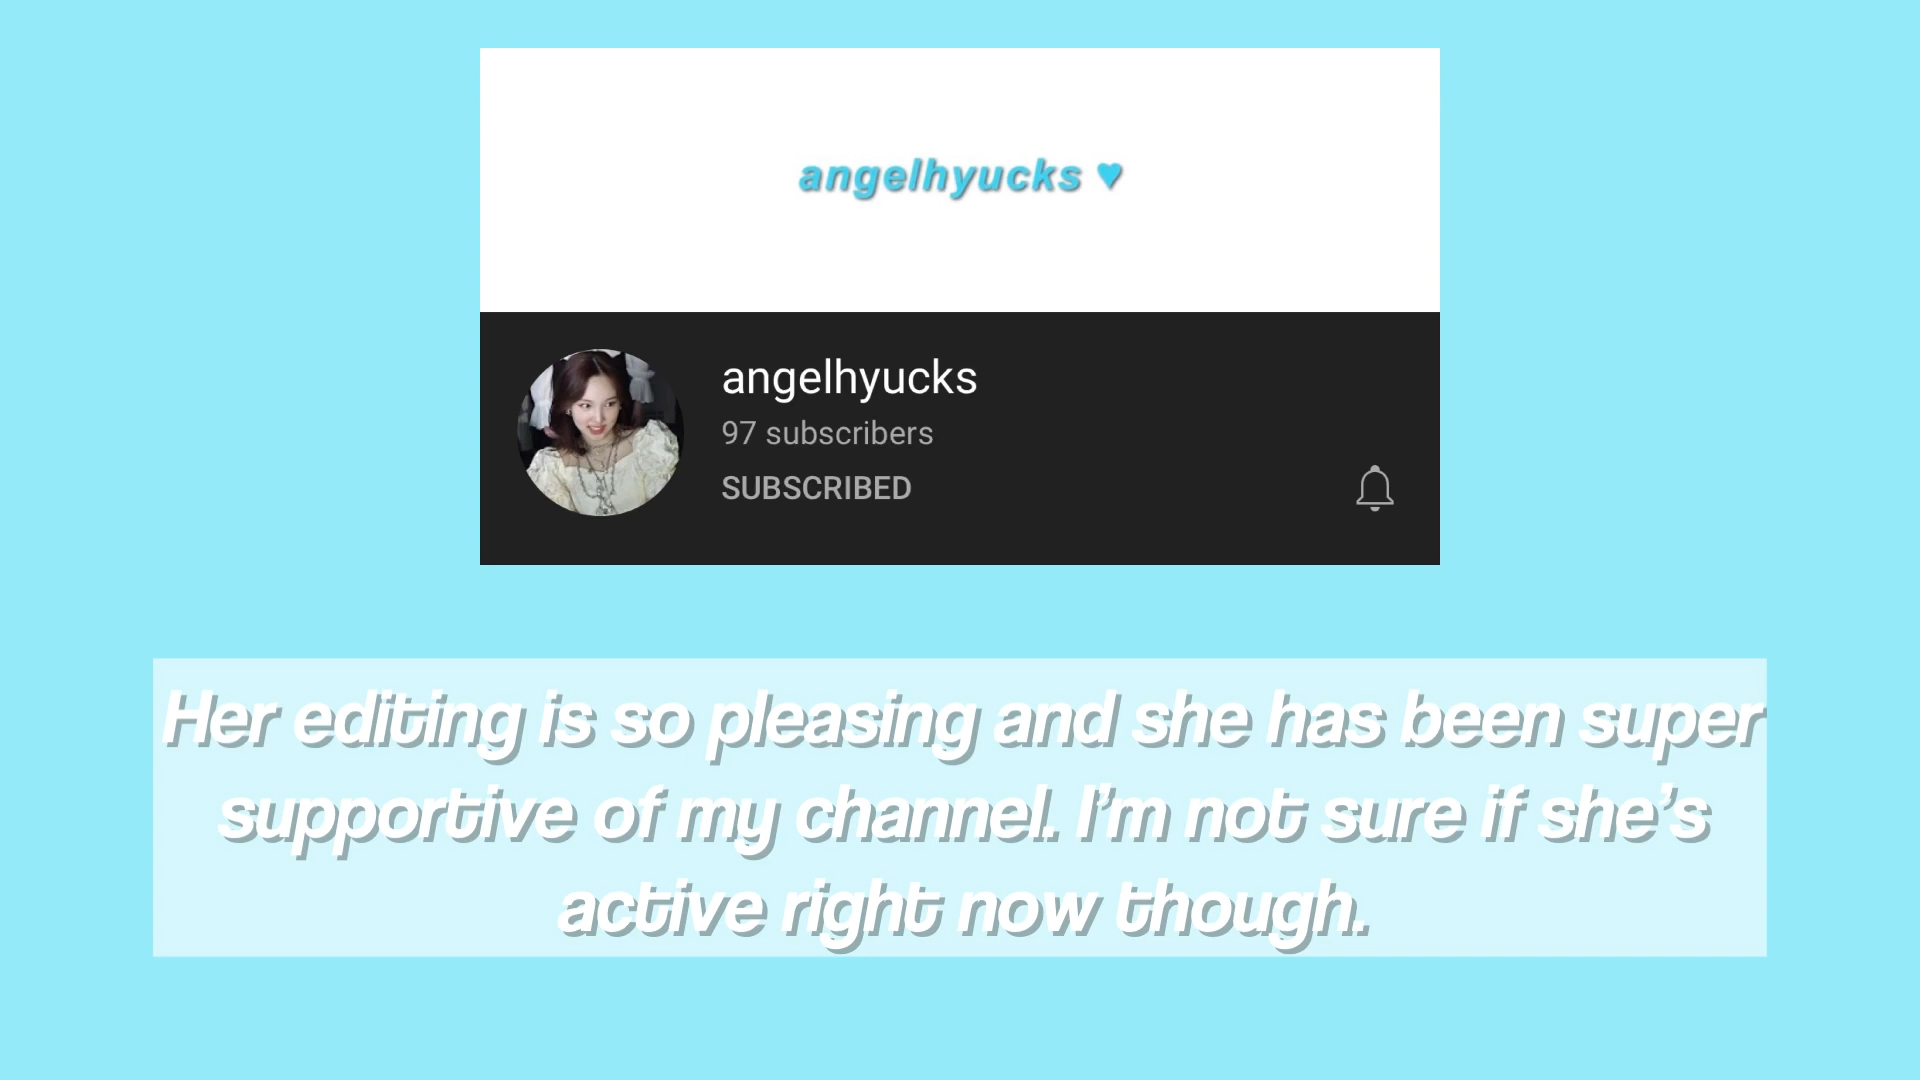 angelhyucks ♥
angelhyucks
97 subscribers
SUBSCRIBED
Her editing is so pleasing and she has been super
supportive of my channel. I'm not sure if she's
active right now though.